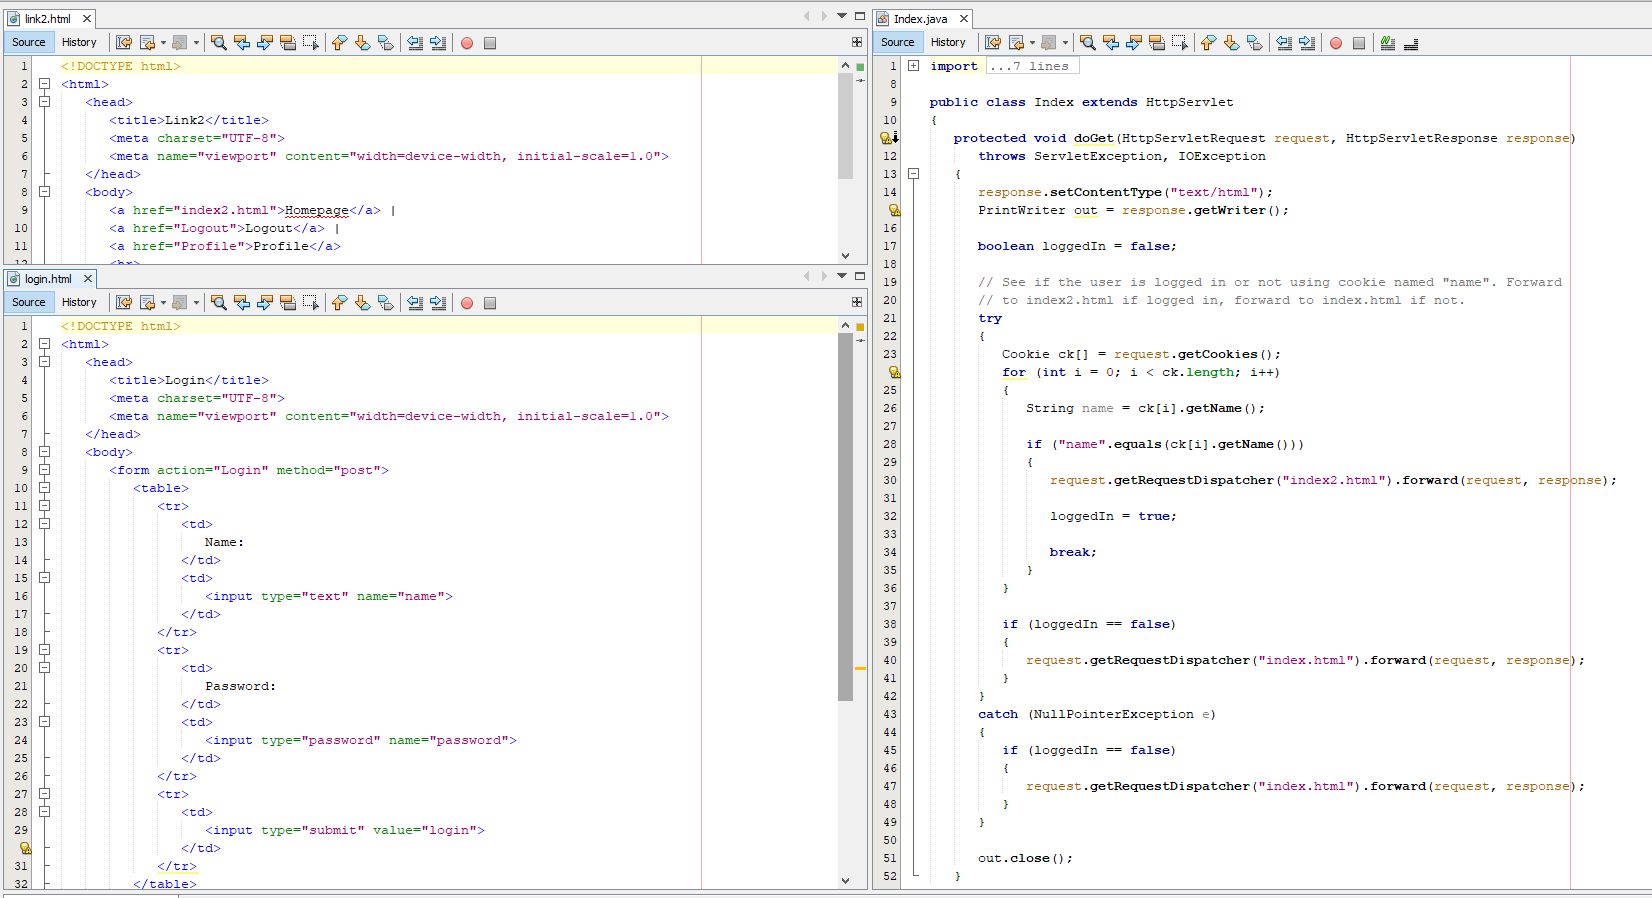 link2.html
Source History
1 <!DOCTYPE html>
2 <html>
3 <head>
4 <title>Link2</title>
5 <meta charset="UTF-8">
6 <meta name="viewport" content="width=device-width, initial-scale=1.0">
7 </head>
8 <body>
9 <a href="index2.html">Homepage</a> |
10 <a href="Logout">Logout</a> |
11 <a href="Profile">Profile</a>
12 <br>
login.html
Source History
1 <!DOCTYPE html>
2 <html>
3 <head>
4 <title>Login</title>
5 <meta charset="UTF-8">
6 <meta name="viewport" content="width=device-width, initial-scale=1.0">
7 </head>
8 <body>
9 <form action="Login" method="post">
10 <table>
11 <tr>
12 <td>
13 Name:
14 </td>
15 <td>
16 <input type="text" name="name">
17 </td>
18 </tr>
19 <tr>
20 <td>
21 Password:
22 </td>
23 <td>
24 <input type="password" name="password">
25 </td>
26 </tr>
27 <tr>
28 <td>
29 <input type="submit" value="login">
</td>
31 </tr>
32 </table>
Index.java
Source History
1 import ...7 lines
8
9 public class Index extends HttpServlet
10 {
protected void doGet(HttpServletRequest request, HttpServletResponse response)
12 throws ServletException, IOException
13 {
14 response.setContentType("text/html");
PrintWriter out = response.getWriter();
16
17 boolean loggedIn = false;
18
19 // See if the user is logged in or not using cookie named "name". Forward
20 // to index2.html if logged in, forward to index.html if not.
21 try
22 {
23 Cookie ck[] = request.getCookies();
for (int i = 0; i < ck.length; i++)
25 {
26 String name = ck[i].getName();
27
28 if ("name".equals(ck[i].getName()))
29 {
30 request.getRequestDispatcher("index2.html").forward(request, response);
31
32 loggedIn = true;
33
34 break;
35 }
36 }
37
38 if (loggedIn == false)
39 {
40 request.getRequestDispatcher("index.html").forward(request, response);
41 }
42 }
43 catch (NullPointerException e)
44 {
45 if (loggedIn == false)
46 {
47 request.getRequestDispatcher("index.html").forward(request, response);
48 }
49 }
50
51 out.close();
52 }